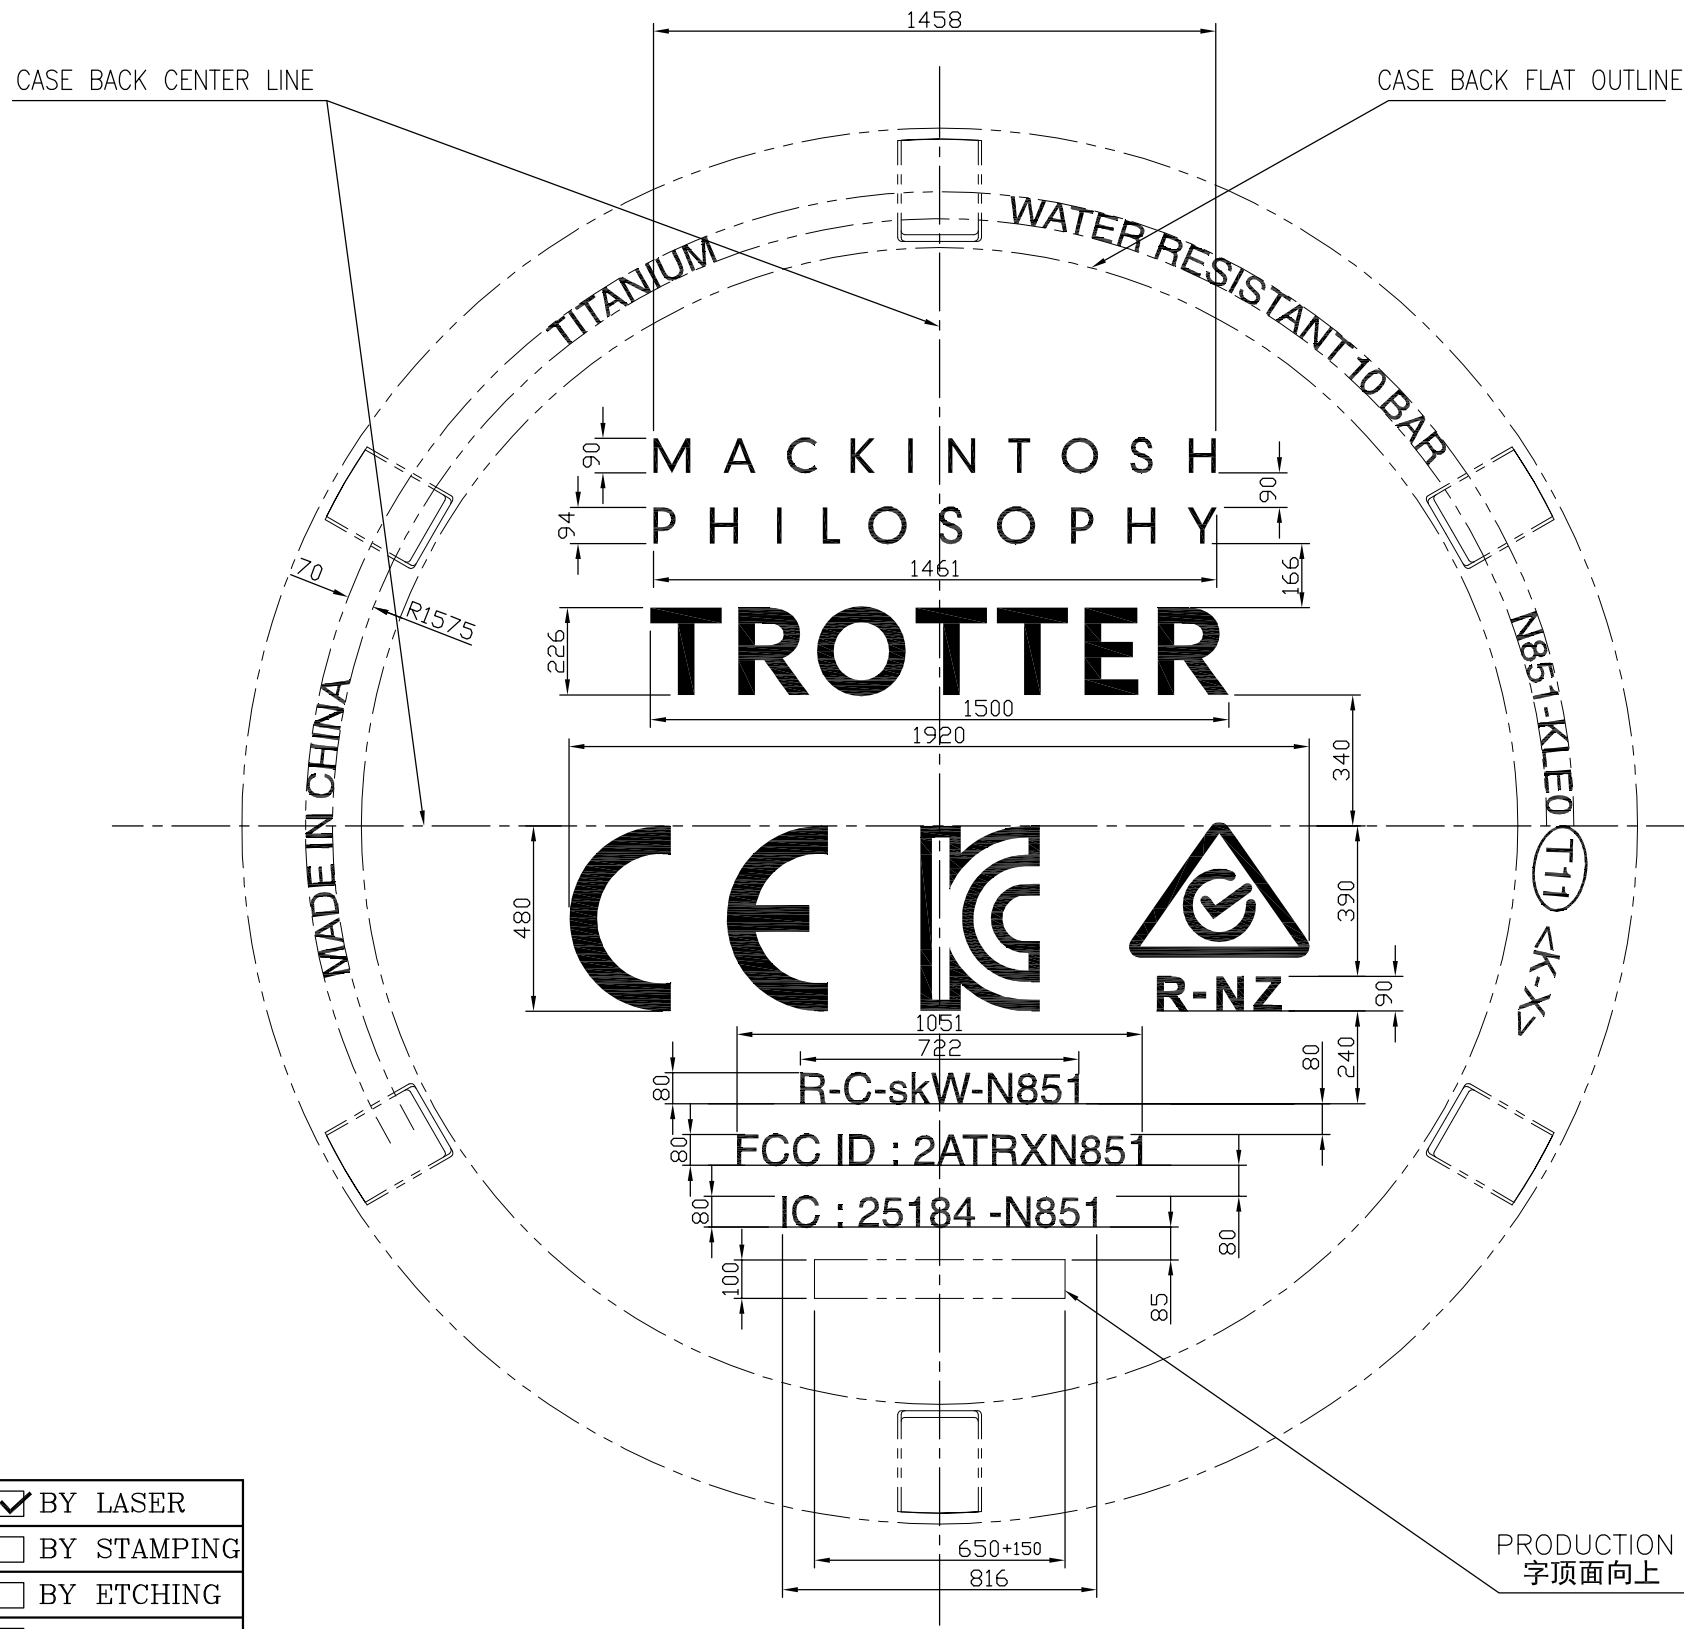 1458
CASE BACK CENTER LINE
CASE BACK FLAT OUTLINE
TITANIUM
WATER RESISTANT 10 BAR
90
MACKINTOSH
90
94
PHILOSOPHY
1461
166
70
R1575
226
TROTTER
1500
1920
340
MADE IN CHINA
N851-KLE0 T11 <K-X>
480
CE
390
R-NZ
90
1051
722
80
R-C-skW-N851
80
240
80
FCC ID : 2ATRXN851
80
IC : 25184 -N851
80
100
85
650+150
816
BY LASER
BY STAMPING
BY ETCHING
PRODUCTION
字顶面向上